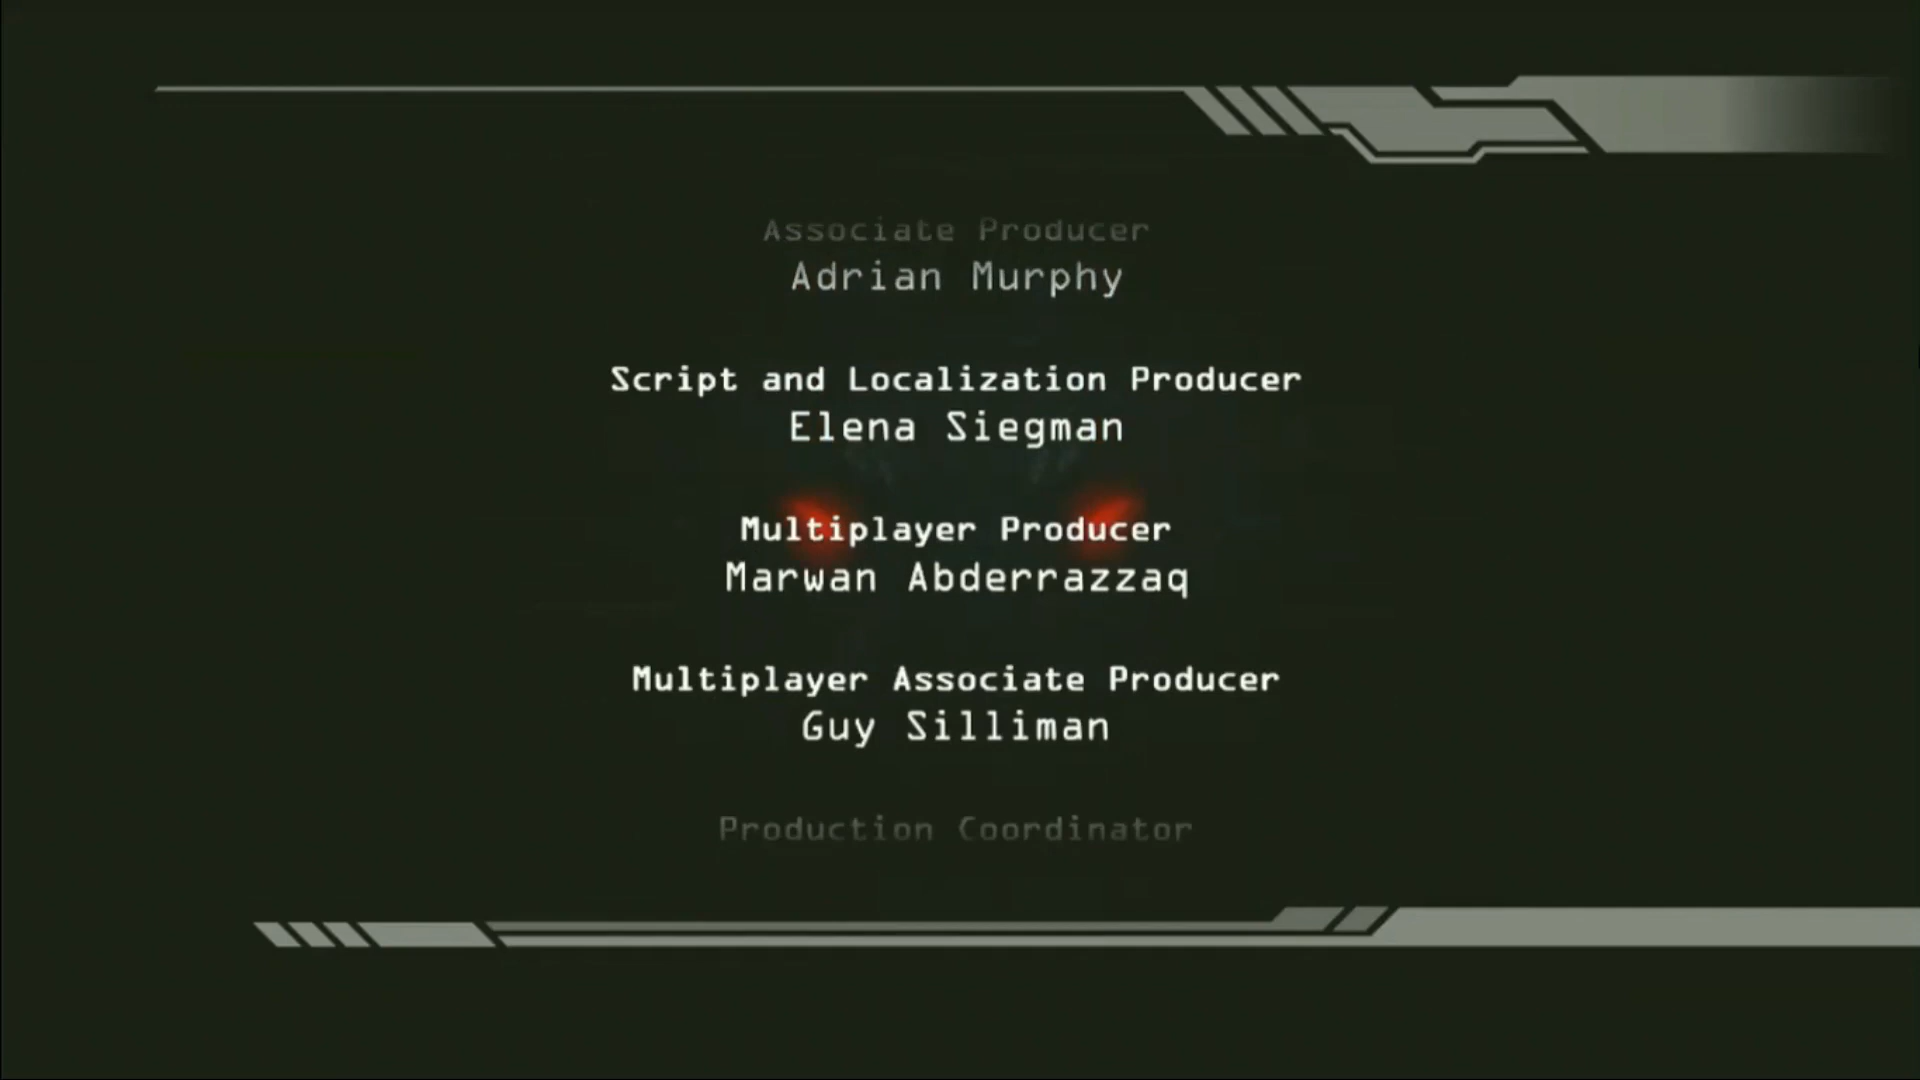 Associate Producer
Adrian Murphy
Script and Localization Producer
Elena Siegman
Multiplayer Producer
Marwan Abderrazzaq
Multiplayer Associate Producer
Guy Silliman
Production Coordinator